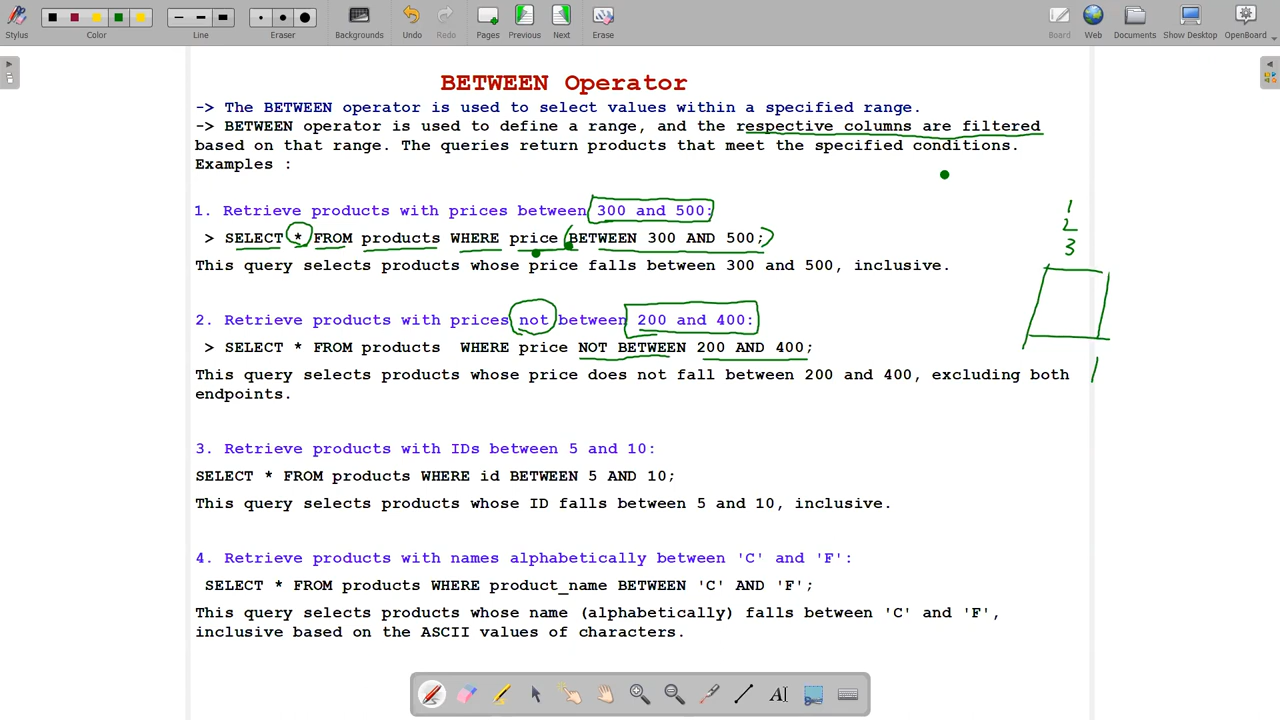 Stylus
Color
Line
Eraser
Backgrounds
Undo
Redo
Pages
Previous
Next
Erase
Board
Web
Documents
Show Desktop
OpenBoard
BETWEEN Operator
-> The BETWEEN operator is used to select values within a specified range.
-> BETWEEN operator is used to define a range, and the respective columns are filtered
based on that range. The queries return products that meet the specified conditions.
Examples :
1. Retrieve products with prices between 300 and 500:
> SELECT * FROM products WHERE price BETWEEN 300 AND 500;
This query selects products whose price falls between 300 and 500, inclusive.
1
2
3
2. Retrieve products with prices not between 200 and 400:
> SELECT * FROM products  WHERE price NOT BETWEEN 200 AND 400;
This query selects products whose price does not fall between 200 and 400, excluding both
endpoints.
3. Retrieve products with IDs between 5 and 10:
SELECT * FROM products WHERE id BETWEEN 5 AND 10;
This query selects products whose ID falls between 5 and 10, inclusive.
4. Retrieve products with names alphabetically between 'C' and 'F':
SELECT * FROM products WHERE product_name BETWEEN 'C' AND 'F';
This query selects products whose name (alphabetically) falls between 'C' and 'F',
inclusive based on the ASCII values of characters.